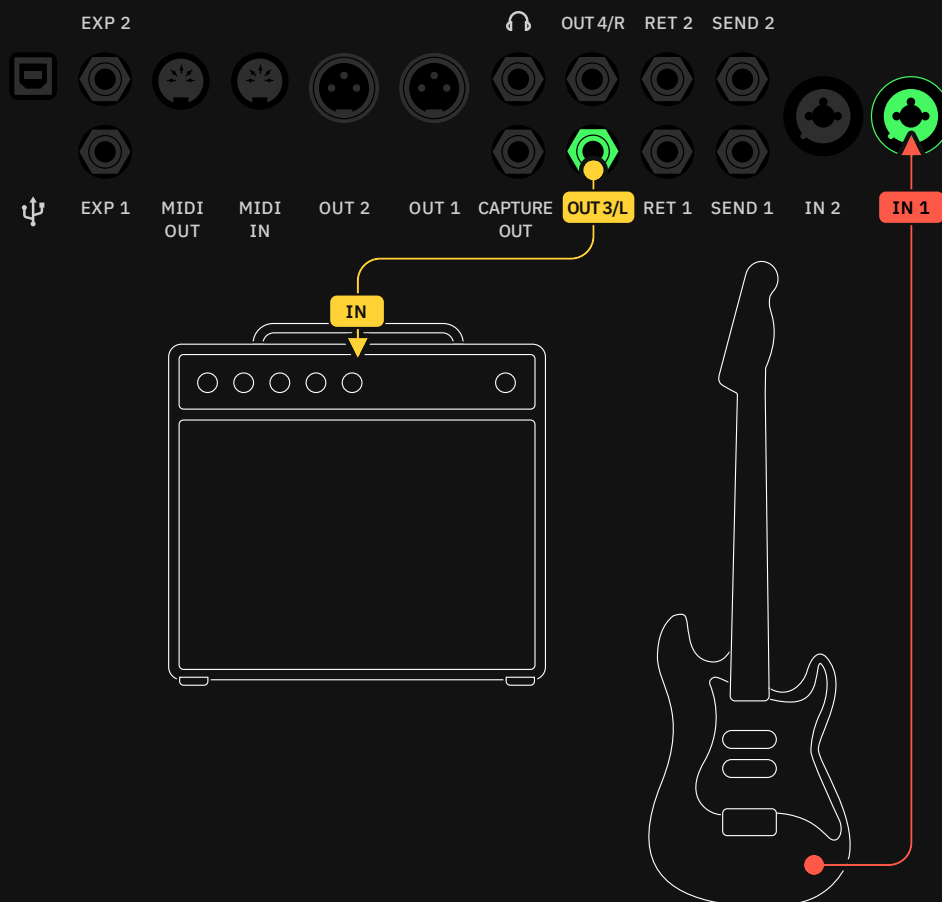 EXP 2
OUT 4/R
RET 2
SEND 2
EXP 1
MIDI
OUT
MIDI
IN
OUT 2
OUT 1
CAPTURE
OUT
OUT 3/L
RET 1
SEND 1
IN 2
IN 1
IN